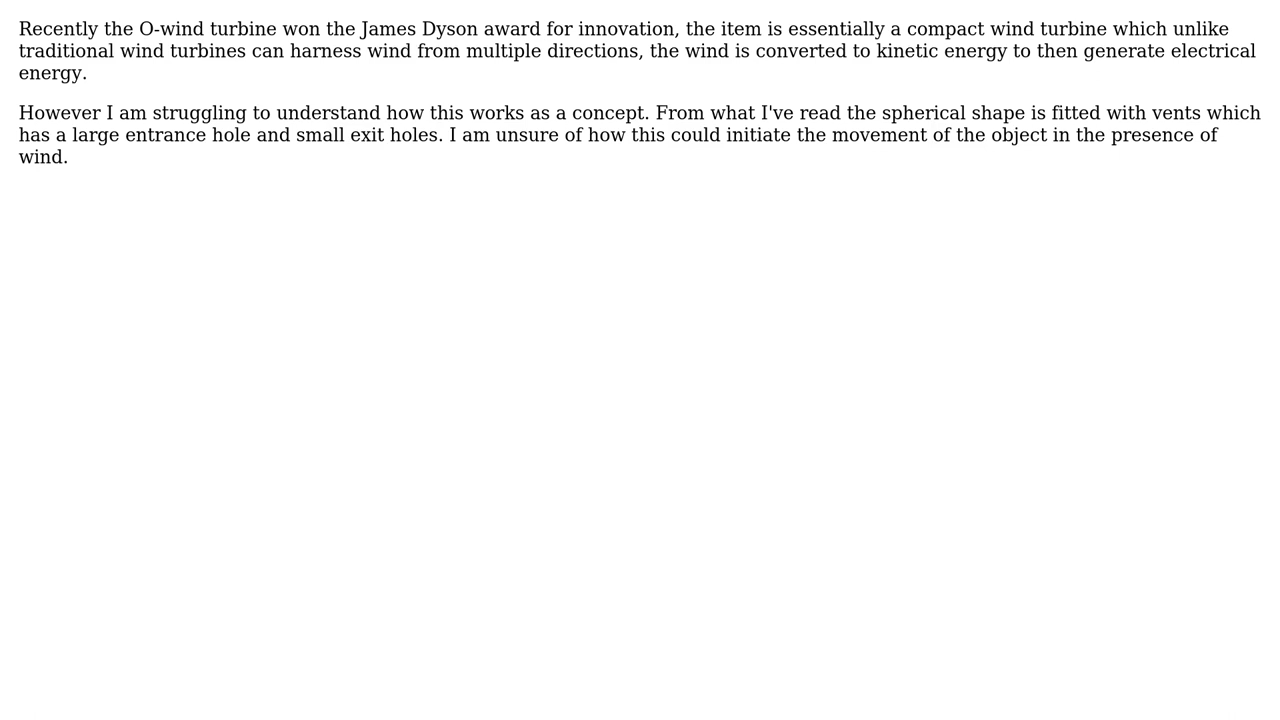 Recently the O-wind turbine won the James Dyson award for innovation, the item is essentially a compact wind turbine which unlike
traditional wind turbines can harness wind from multiple directions, the wind is converted to kinetic energy to then generate electrical
energy.
However I am struggling to understand how this works as a concept. From what I've read the spherical shape is fitted with vents which
has a large entrance hole and small exit holes. I am unsure of how this could initiate the movement of the object in the presence of
wind.